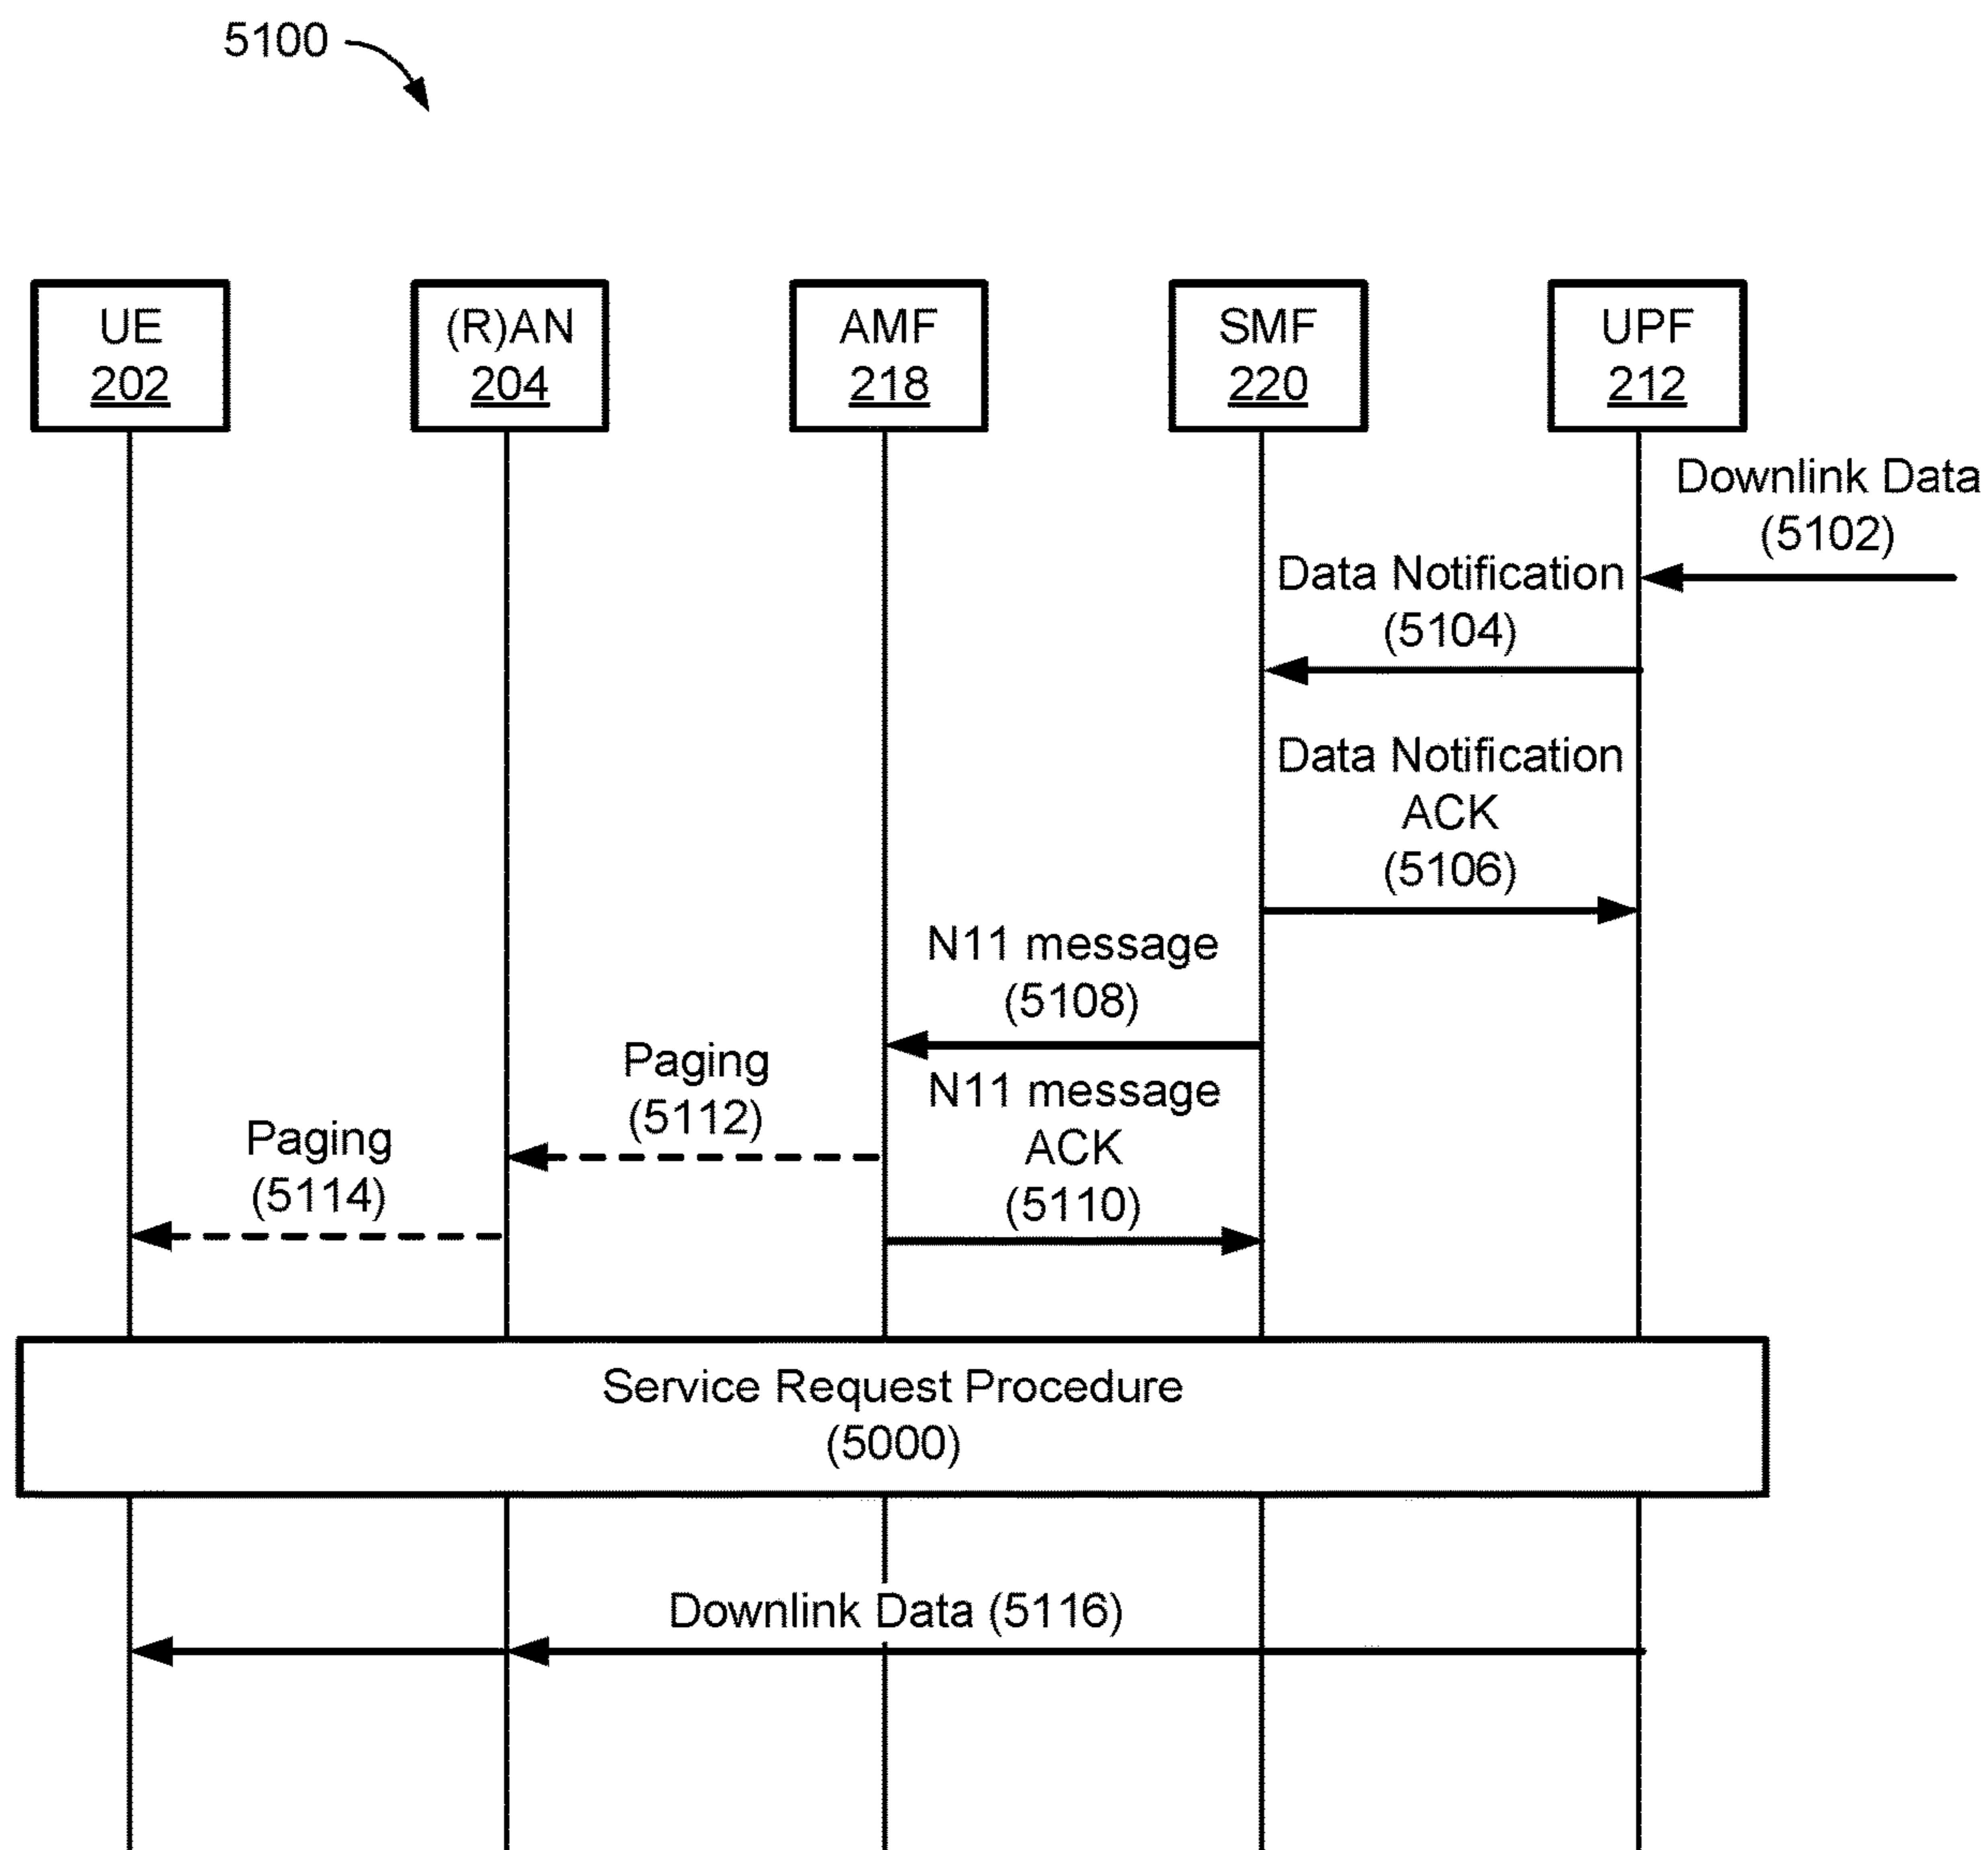 5100
UE
202
(R)AN
204
AMF
218
SMF
220
UPF
212
Downlink Data
(5102)
Data Notification
(5104)
Data Notification
ACK
(5106)
N11 message
(5108)
Paging
(5112)
N11 message
ACK
(5110)
Paging
(5114)
Service Request Procedure
(5000)
Downlink Data (5116)